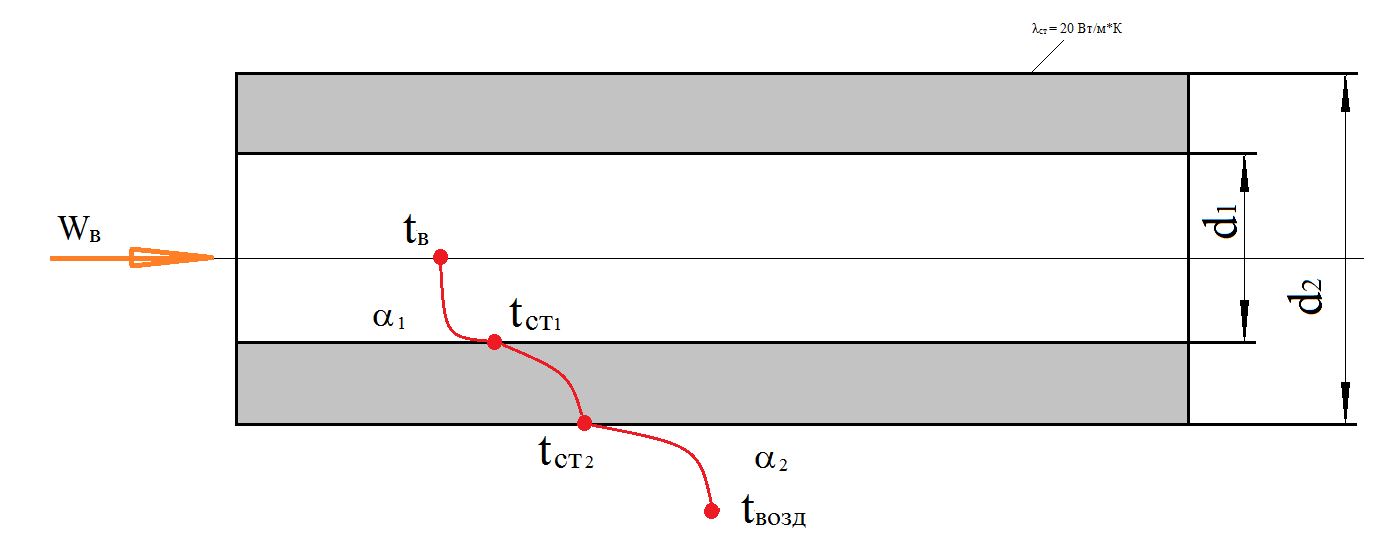 λст = 20 Вт/м*К
Wв
tв
d1
α1
tст1
d2
tст2
α2
tвозд